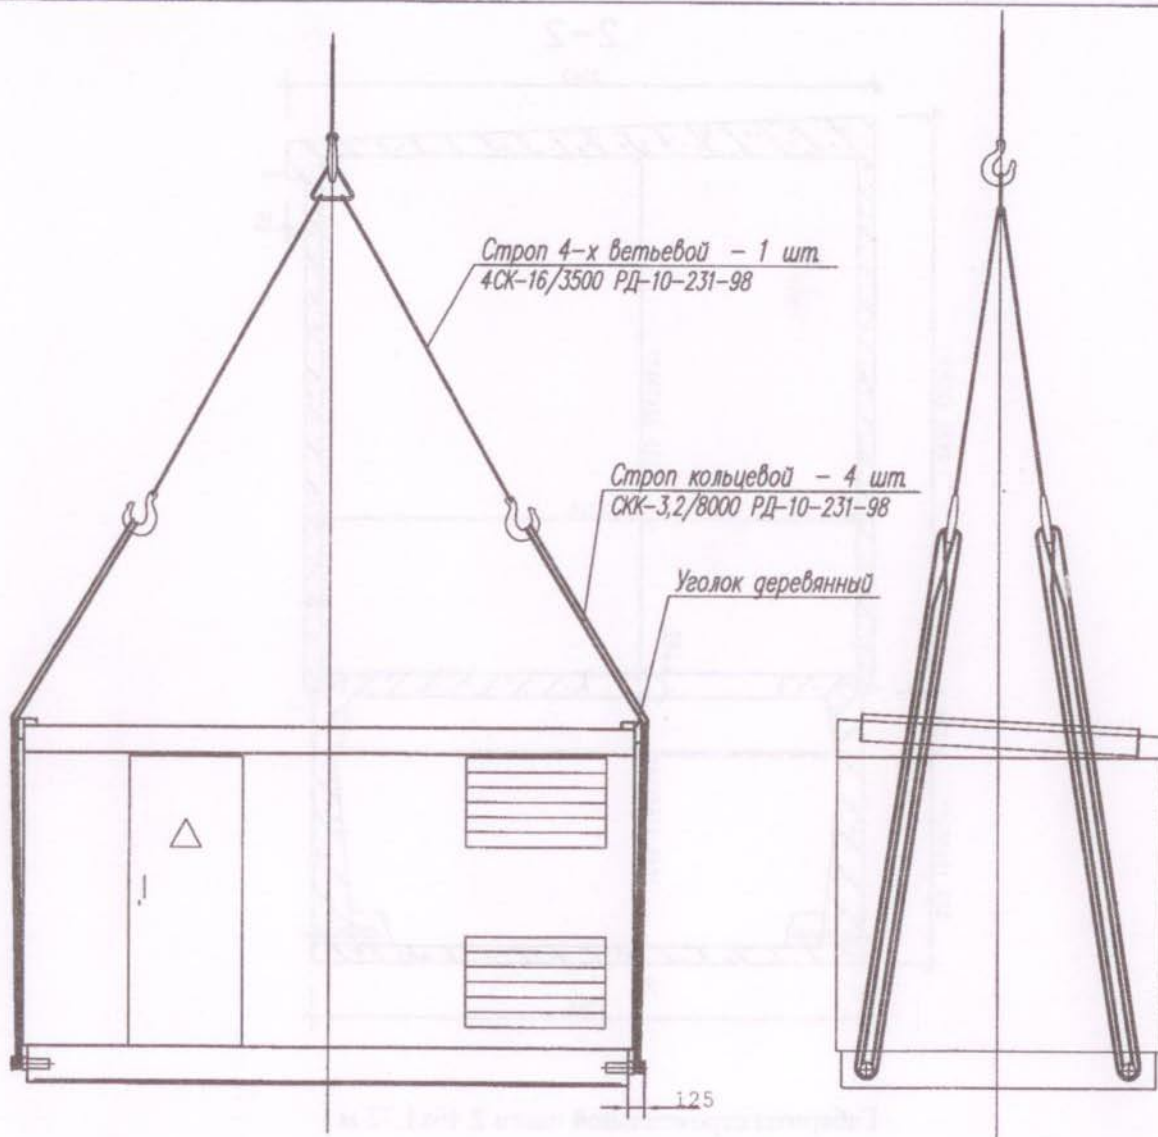 Строп 4-х ветьевой - 1 шт.
4СК-16/3500 РД-10-231-98
Строп кольцевой - 4 шт.
СКК-3,2/8000 РД-10-231-98
Уголок деревянный
125